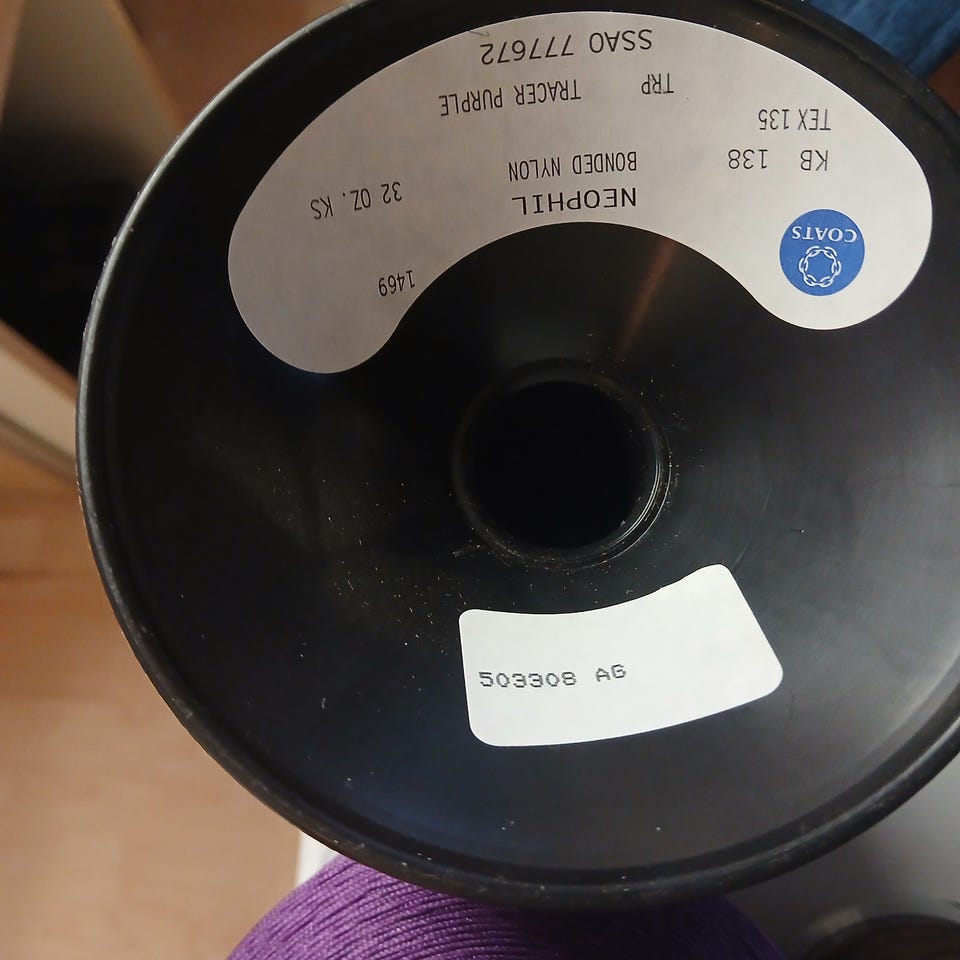 COATS
1469
NEOPHIL
KB 138 BONDED NYLON 32 OZ. KS
TEX 135
TRP TRACER PURPLE
SSAO 777672
503308 AG